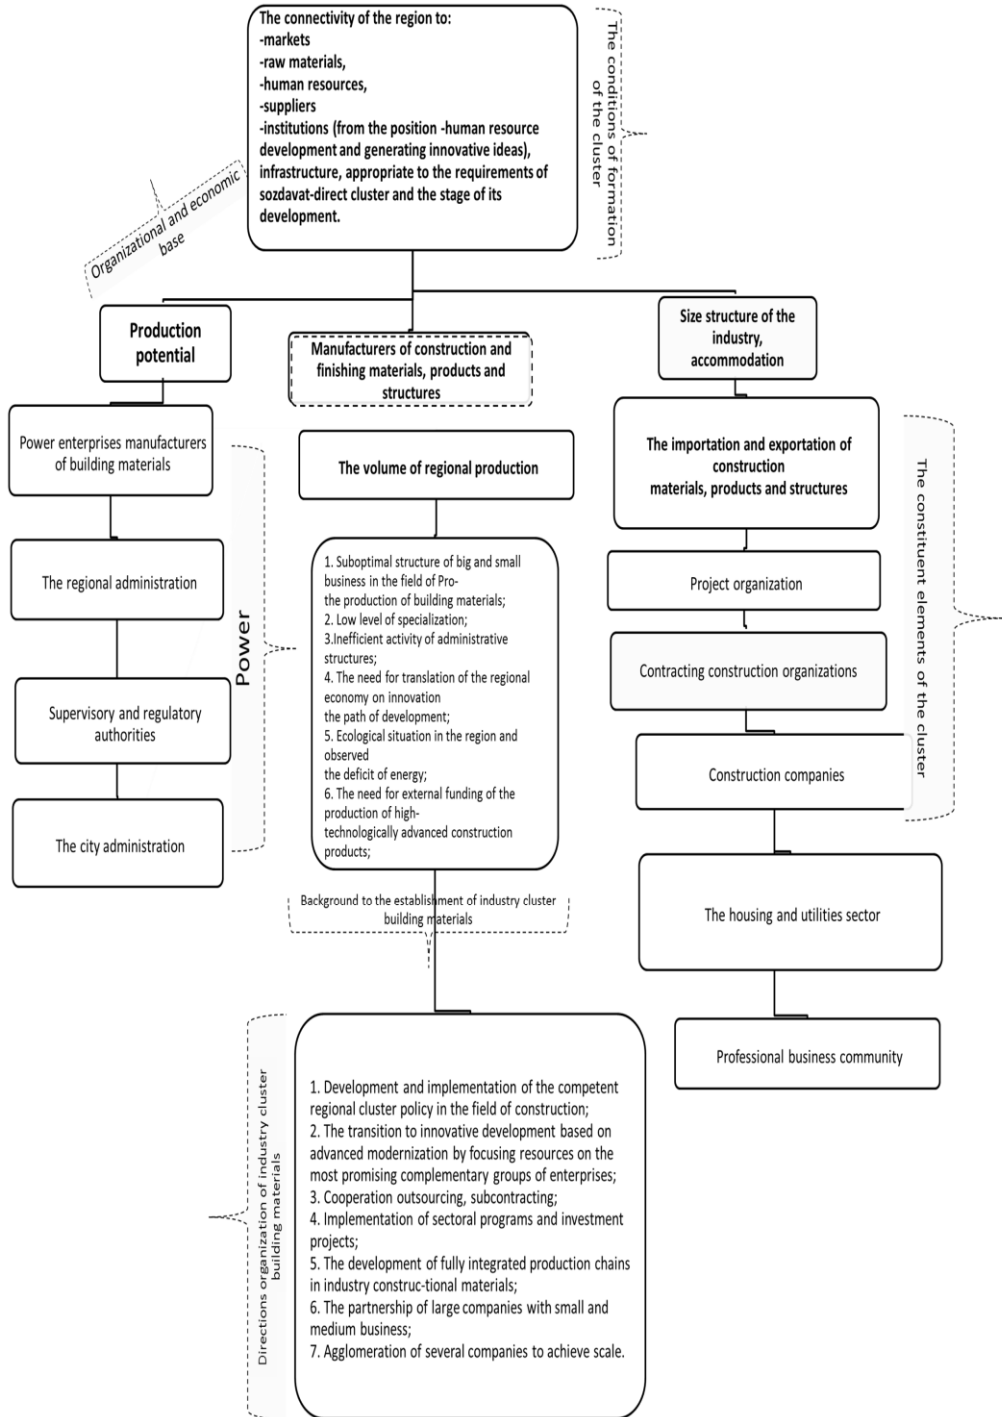 The connectivity of the region to:
-markets
-raw materials,
-human resources,
-suppliers
-institutions (from the position -human resource
development and generating innovative ideas),
infrastructure, appropriate to the requirements of
sozdavat-direct cluster and the stage of its
development.
The conditions of formation
of the cluster
Organizational and economic
base
Production
potential
Manufacturers of construction and
finishing materials, products and
structures
Size structure of the
industry,
accommodation
Power enterprises manufacturers
of building materials
The regional administration
Supervisory and regulatory
authorities
The city administration
Power
The volume of regional production
1. Suboptimal structure of big and small
business in the field of Pro-
the production of building materials;
2. Low level of specialization;
3.Inefficient activity of administrative
structures;
4. The need for translation of the regional
economy on innovation
the path of development;
5. Ecological situation in the region and
observed
the deficit of energy;
6. The need for external funding of the
production of high-
technologically advanced construction
products;
Background to the establishment of industry cluster
building materials
The importation and exportation of
construction
materials, products and structures
Project organization
Contracting construction organizations
Construction companies
The housing and utilities sector
Professional business community
The constituent elements of the cluster
Directions organization of industry cluster
building materials
1. Development and implementation of the competent
regional cluster policy in the field of construction;
2. The transition to innovative development based on
advanced modernization by focusing resources on the
most promising complementary groups of enterprises;
3. Cooperation outsourcing, subcontracting;
4. Implementation of sectoral programs and investment
projects;
5. The development of fully integrated production chains
in industry construc-tional materials;
6. The partnership of large companies with small and
medium business;
7. Agglomeration of several companies to achieve scale.